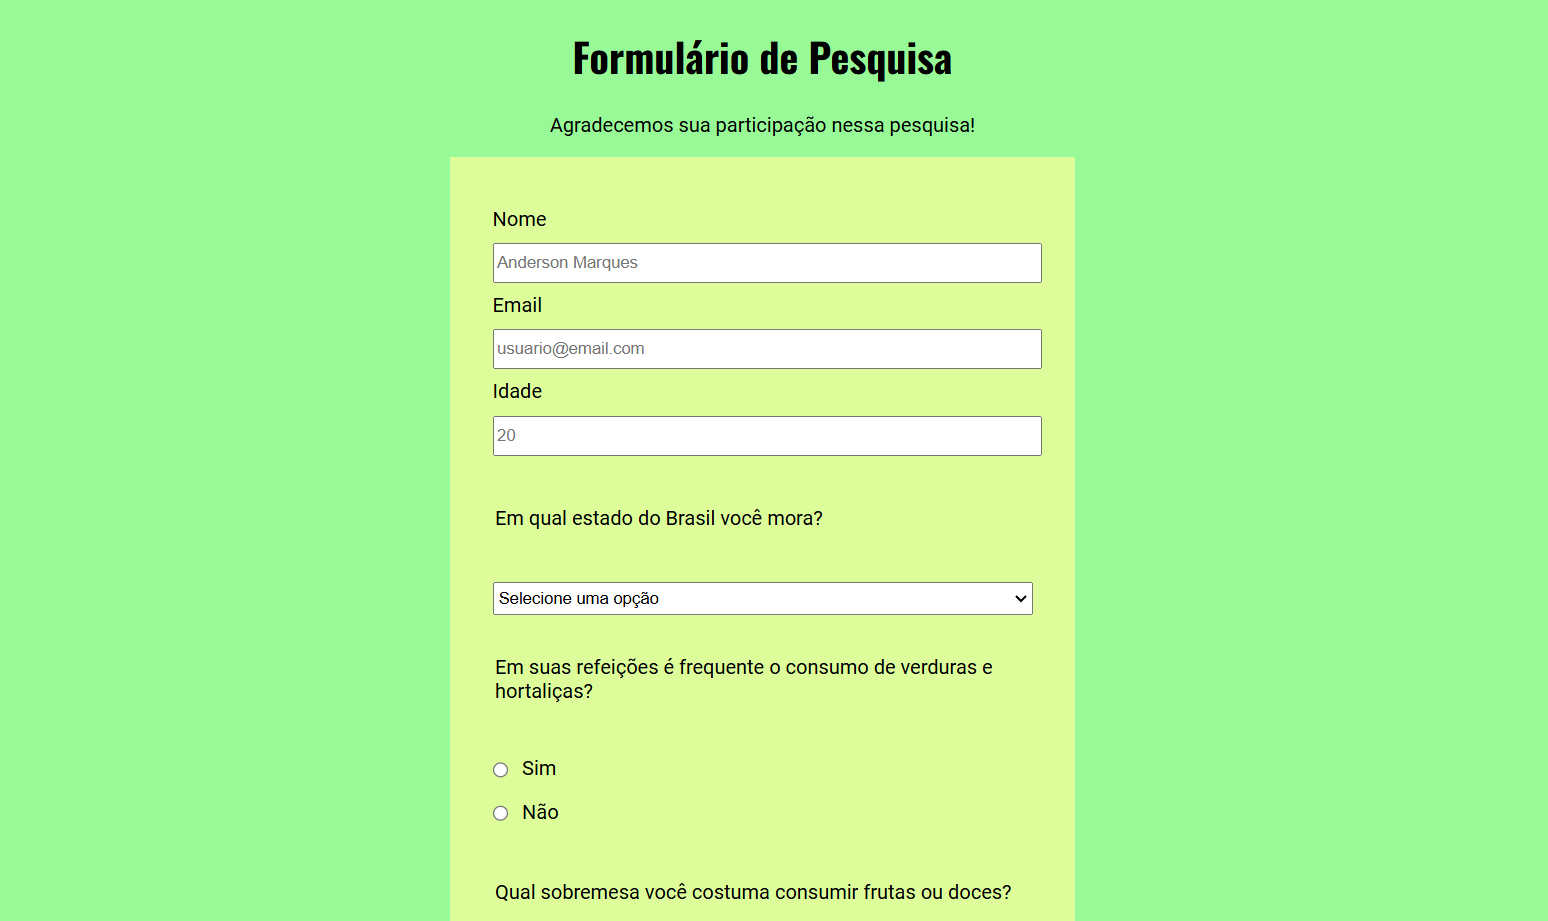 Formulário de Pesquisa
Agradecemos sua participação nessa pesquisa!
Nome
Anderson Marques
Email
usuario@email.com
Idade
20
Em qual estado do Brasil você mora?
Selecione uma opção
Em suas refeições é frequente o consumo de verduras e
hortaliças?
Sim
Não
Qual sobremesa você costuma consumir frutas ou doces?